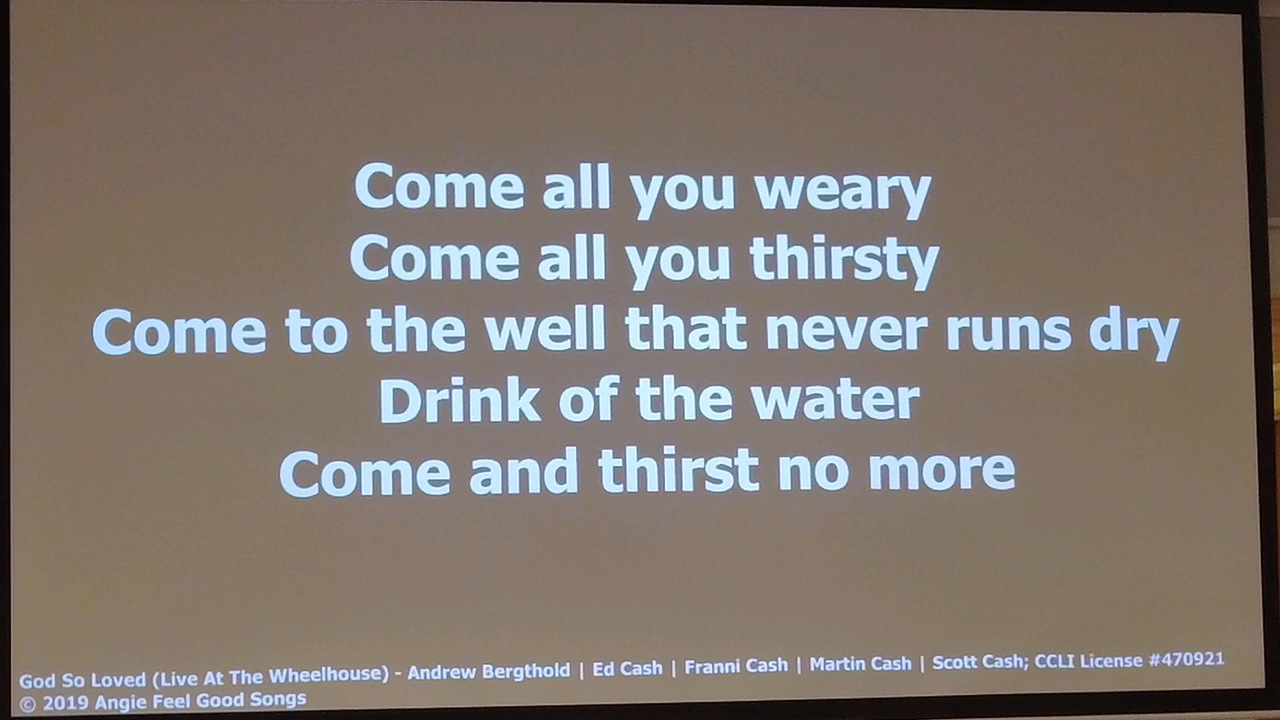 Come all you weary
Come all you thirsty
Come to the well that never runs dry
Drink of the water
Come and thirst no more
God So Loved (Live At The Wheelhouse) - Andrew Bergthold | Ed Cash | Franni Cash | Martin Cash | Scott Cash; CCLI License #470921
© 2019 Angie Feel Good Songs